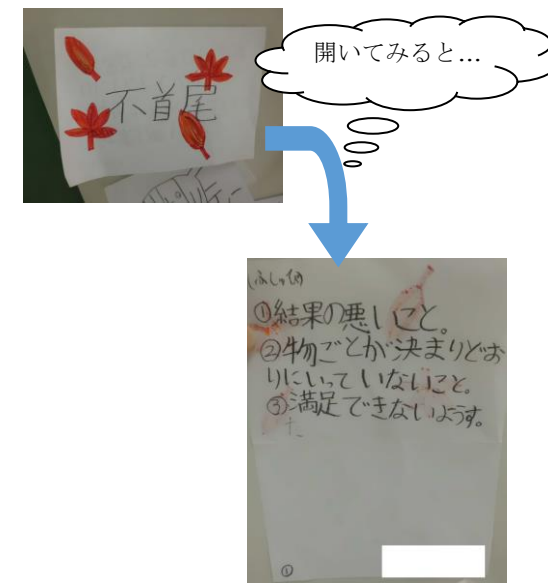 不首尾
開いてみると…
(ふしゅび)
①結果の悪いこと。
②物ごとが決まりどお
りにいっていないこと。
③満足できないようす。
①